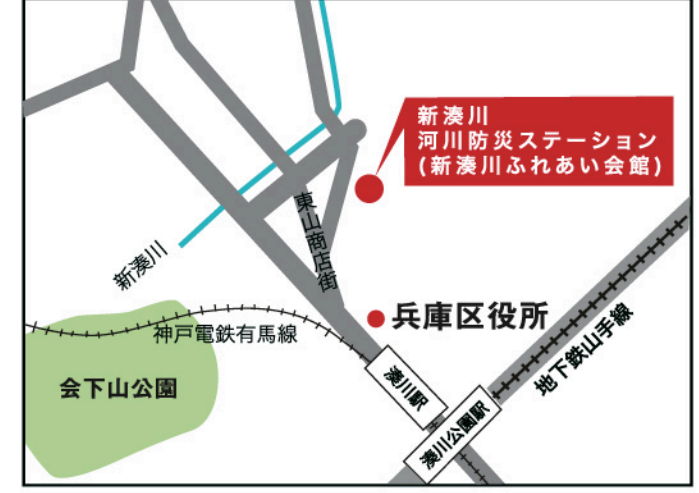 新湊川
河川防災ステーション
(新湊川ふれあい会館)
東山商店街
新湊川
兵庫区役所
神戸電鉄有馬線
地下鉄山手線
会下山公園
湊川駅
湊川公園駅